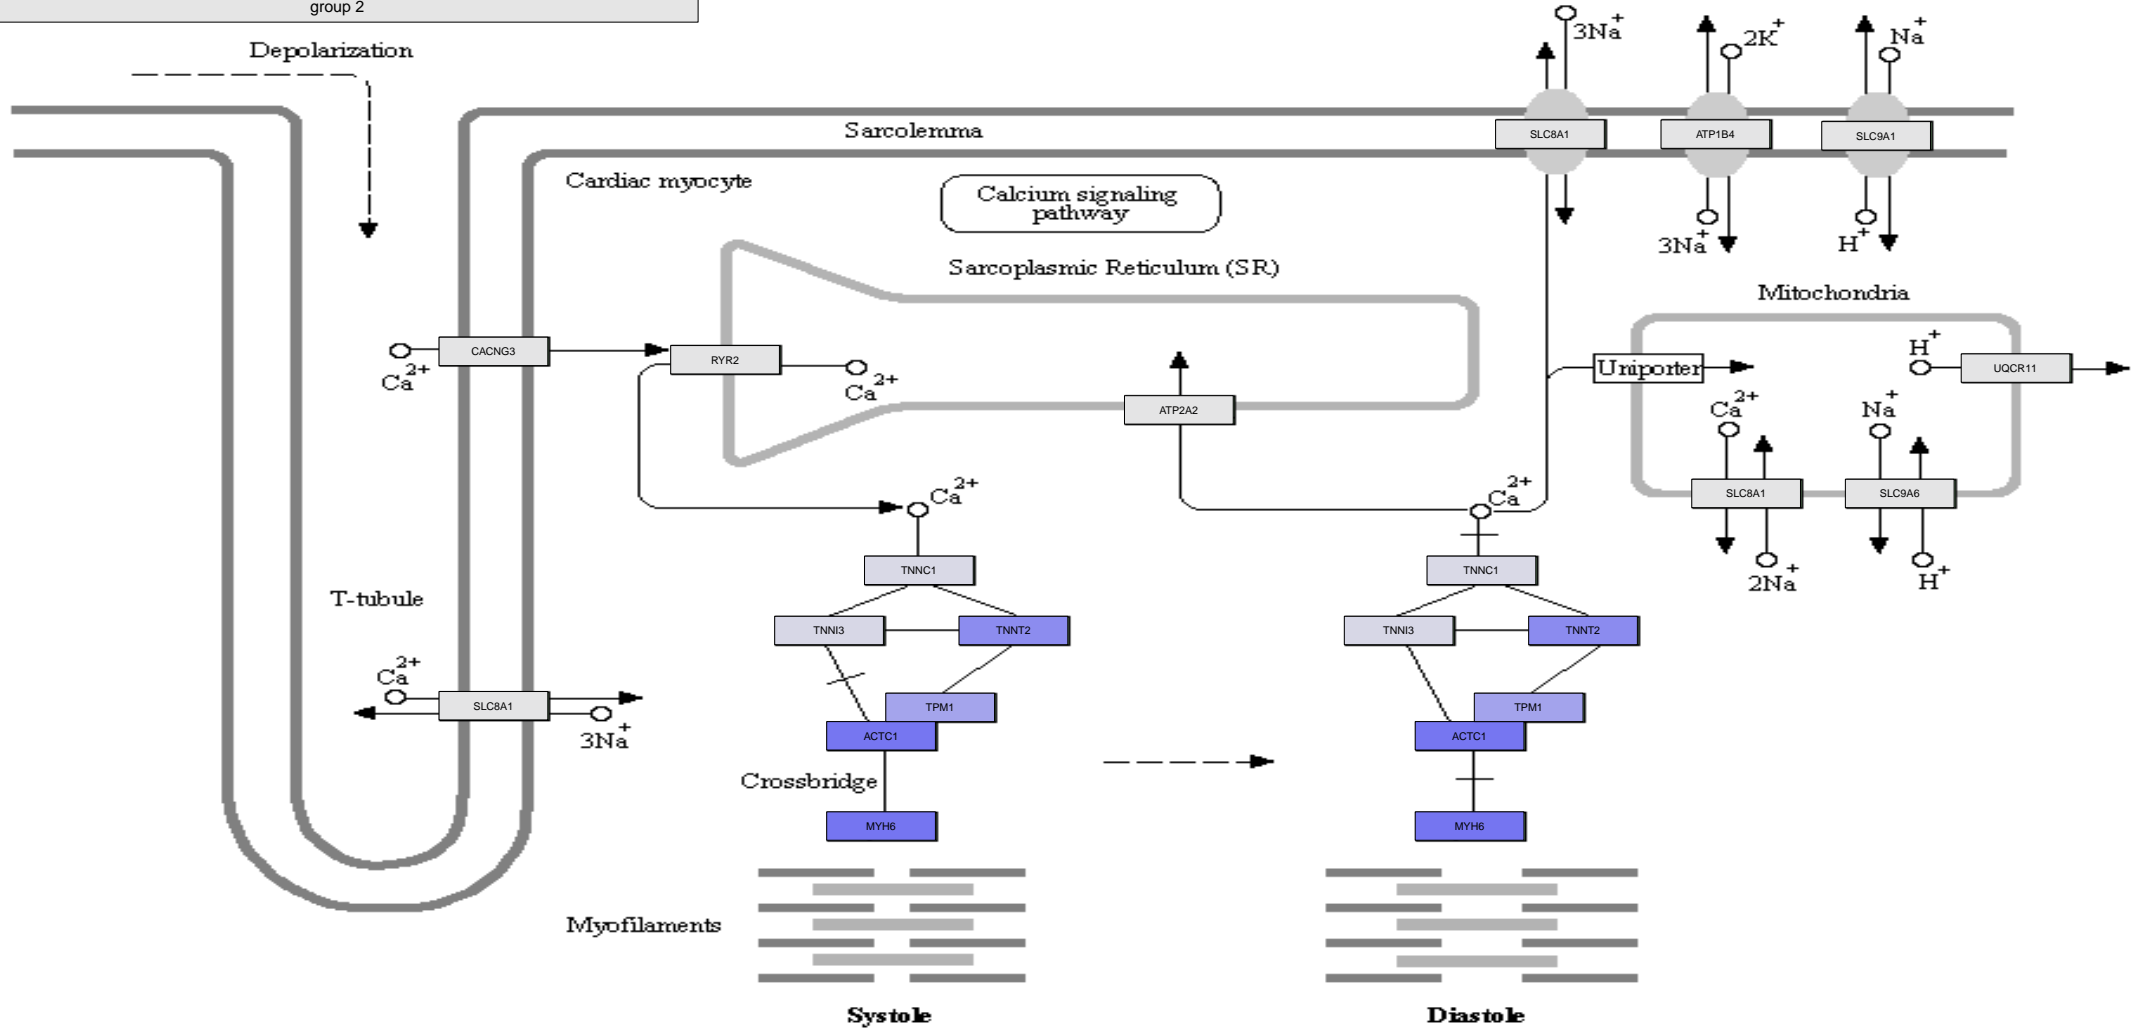 group 2
Depolarization
3Na+
2K+
Na+
Sarcolemma
SLC8A1
ATP1B4
SLC9A1
Cardiac myocyte
Calcium signaling
pathway
3Na+
H+
Sarcoplasmic Reticulum (SR)
Mitochondria
CACNG3
RYR2
Ca2+
Ca2+
ATP2A2
Uniporter
H+
UQCR11
Ca2+
Na+
SLC8A1
SLC9A6
2Na+
H+
Ca2+
Ca2+
TNNC1
TNNC1
T-tubule
TNNI3
TNNT2
TNNI3
TNNT2
Ca2+
SLC8A1
3Na+
TPM1
ACTC1
TPM1
ACTC1
Crossbridge
MYH6
MYH6
Myofilaments
Systole
Diastole